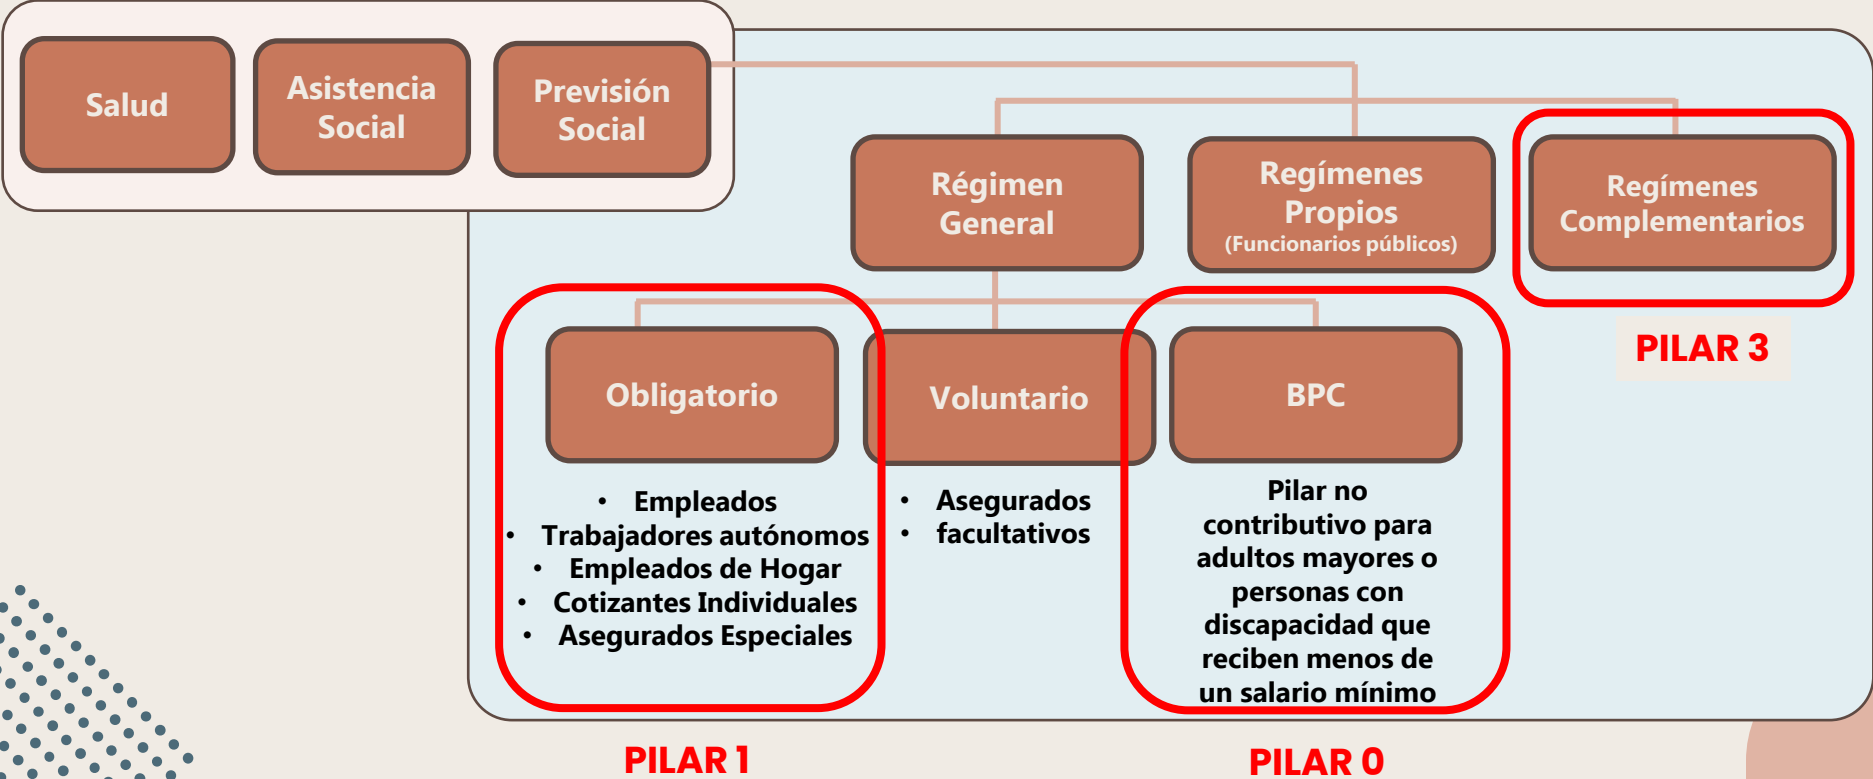 Salud
Asistencia
Social
Previsión
Social
Régimen
General
Regímenes
Propios
(Funcionarios públicos)
Regímenes
Complementarios
PILAR 3
Obligatorio
Voluntario
BPC
• Empleados
• Trabajadores autónomos
• Empleados de Hogar
• Cotizantes Individuales
• Asegurados Especiales
• Asegurados
• facultativos
Pilar no
contributivo para
adultos mayores o
personas con
discapacidad que
reciben menos de
un salario mínimo
PILAR 1
PILAR 0